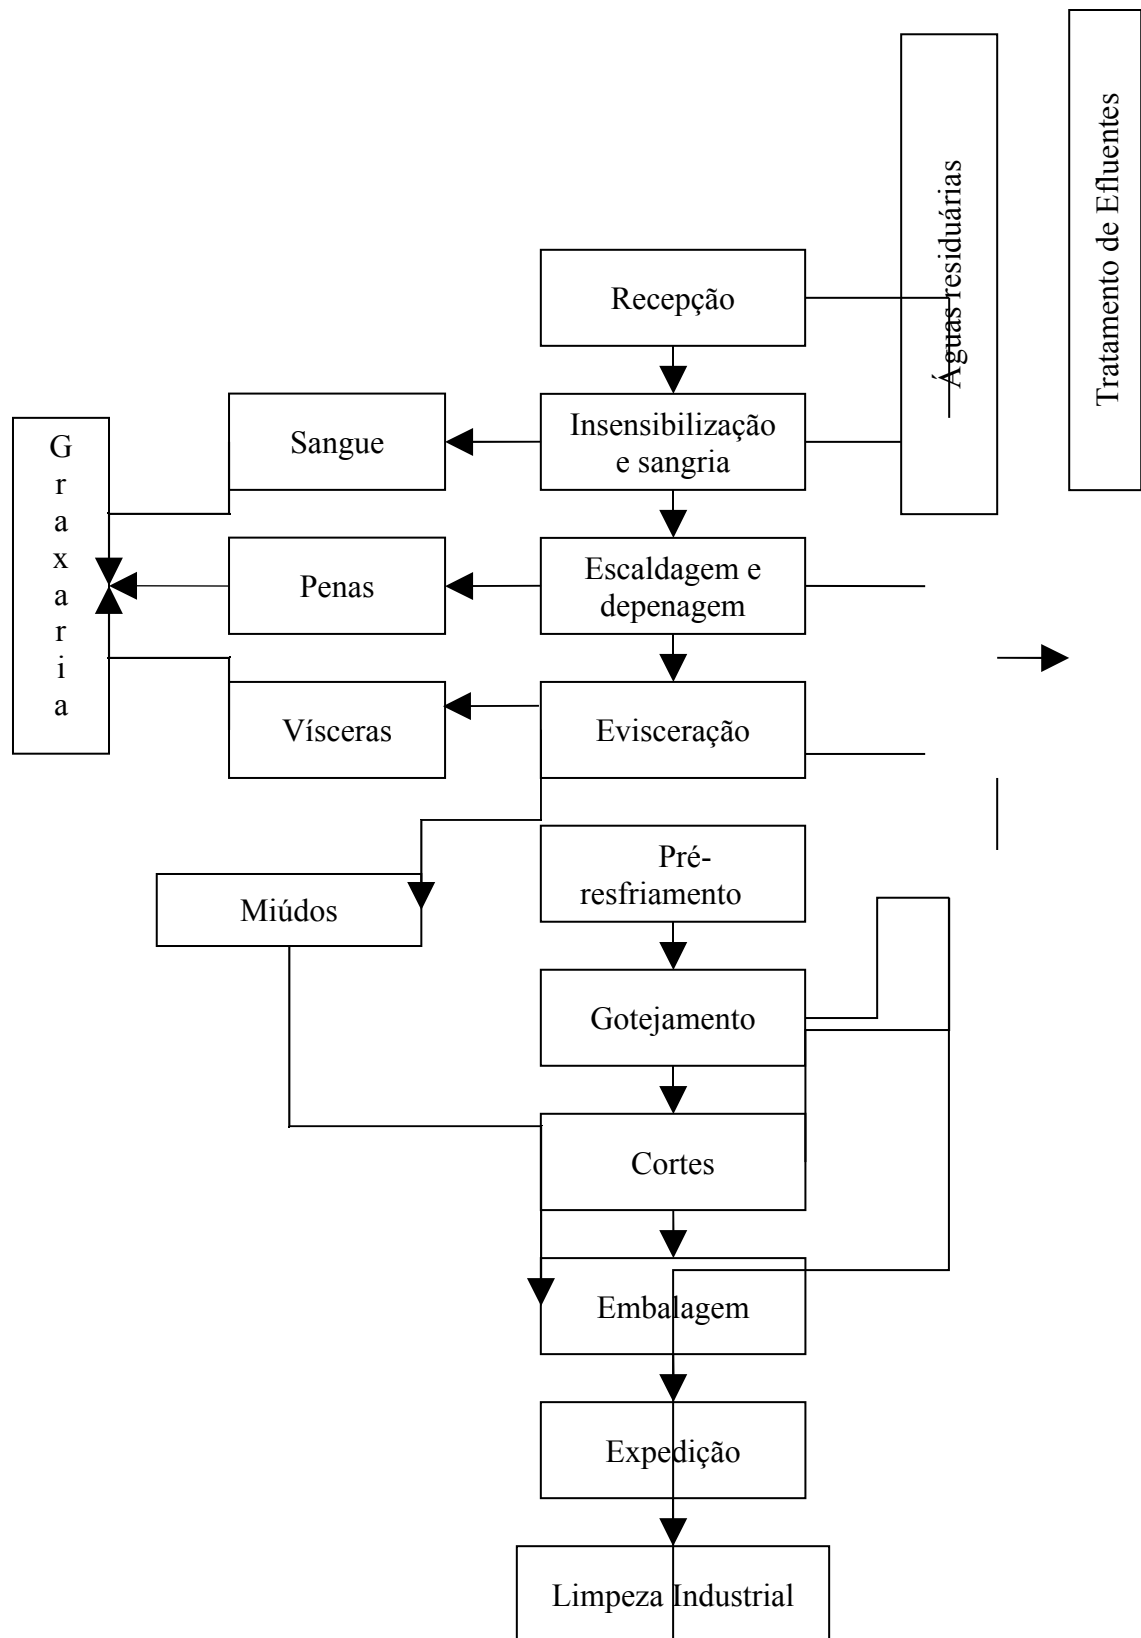 Tratamento de Efluentes
Águas residuárias
Recepção
Insensibilização
e sangria
Sangue
G
r
a
x
a
r
i
a
Escaldagem e
depenagem
Penas
Evisceração
Vísceras
Pré-
resfriamento
Miúdos
Gotejamento
Cortes
Embalagem
Expedição
Limpeza Industrial